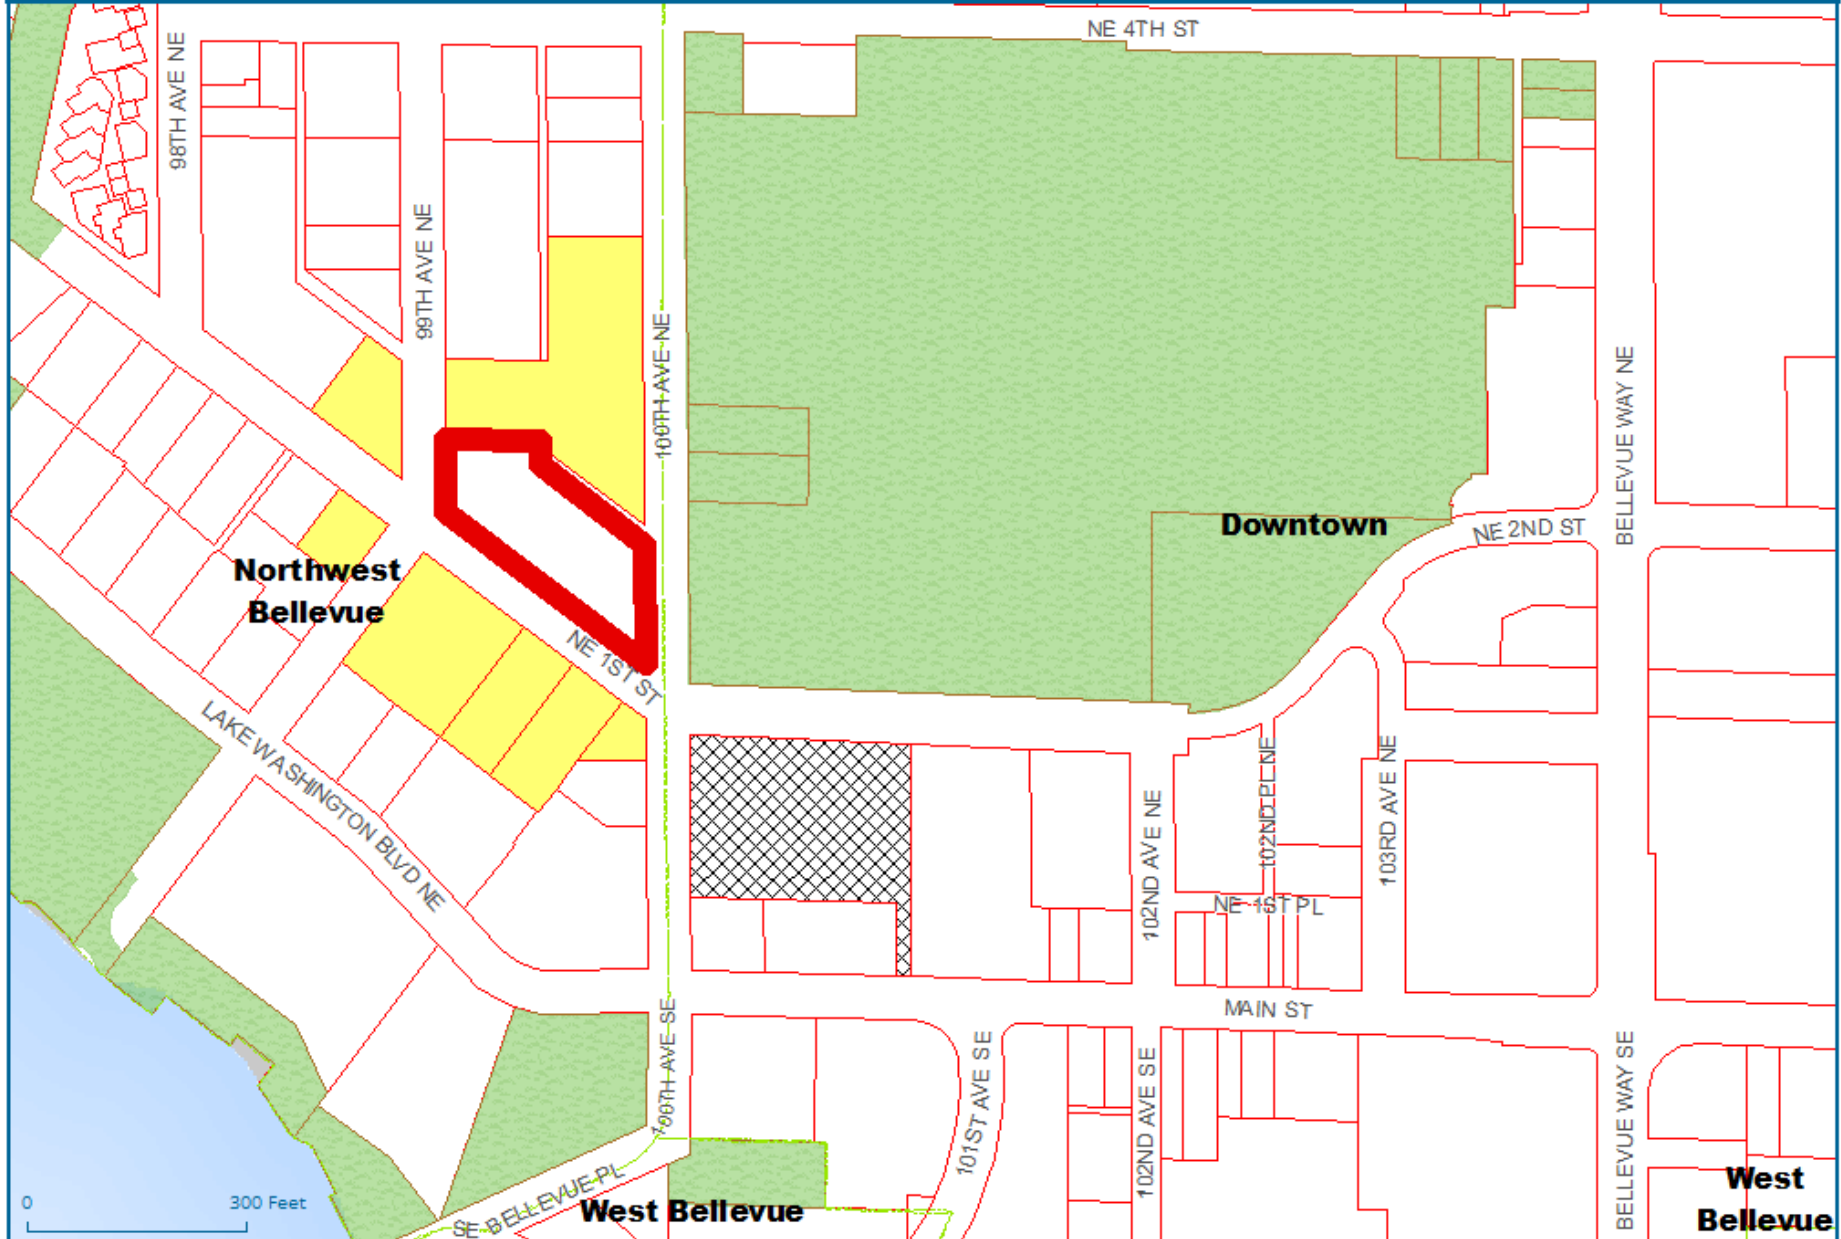 NE 4TH ST
98TH AVE NE
99TH AVE NE
100TH AVE NE
BELLEVUE WAY NE
Downtown
NE 2ND ST
Northwest
Bellevue
NE 1ST ST
LAKE WASHINGTON BLVD NE
102ND AVE NE
102ND PL NE
103RD AVE NE
NE 1ST PL
MAIN ST
100TH AVE SE
101ST AVE SE
102ND AVE SE
BELLEVUE WAY SE
SE BELLEVUE PL
West Bellevue
West
Bellevue
0 300 Feet